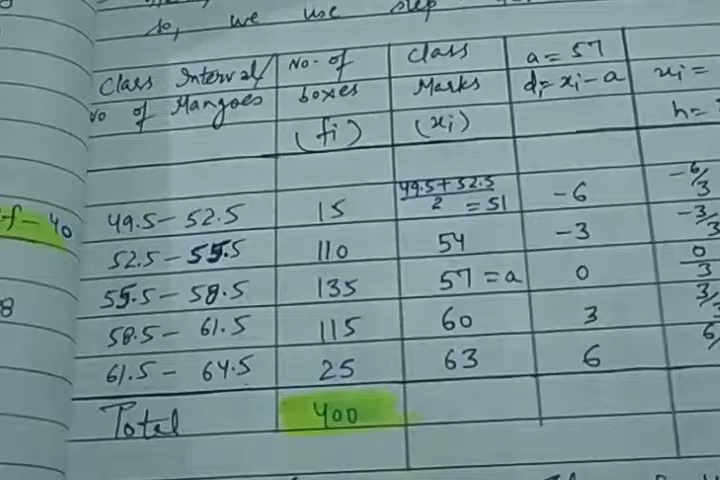 so, we use step
Class Interval/ No. of Class a = 57
No of Mangoes boxes Marks di = xi - a ui =
(fi) (xi) h =
49.5 - 52.5 15 49.5+52.5/2 = 51 -6 -6/3
52.5 - 55.5 110 54 -3 -3/3
55.5 - 58.5 135 57 = a 0 0/3
58.5 - 61.5 115 60 3 3/3
61.5 - 64.5 25 63 6 6/
Total 400
40
8